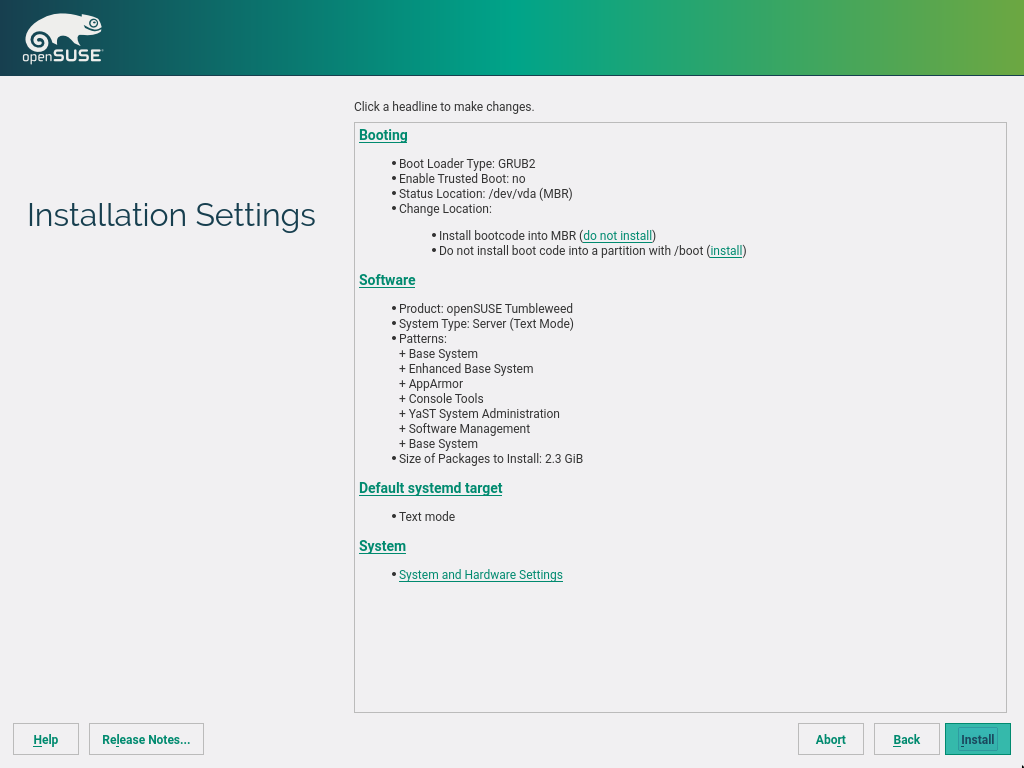 openSUSE
Click a headline to make changes.
Installation Settings
Booting
• Boot Loader Type: GRUB2
• Enable Trusted Boot: no
• Status Location: /dev/vda (MBR)
• Change Location:
• Install bootcode into MBR (do not install)
• Do not install boot code into a partition with /boot (install)
Software
• Product: openSUSE Tumbleweed
• System Type: Server (Text Mode)
• Patterns:
+ Base System
+ Enhanced Base System
+ AppArmor
+ Console Tools
+ YaST System Administration
+ Software Management
+ Base System
• Size of Packages to Install: 2.3 GiB
Default systemd target
• Text mode
System
• System and Hardware Settings
Help Release Notes... Abort Back Install